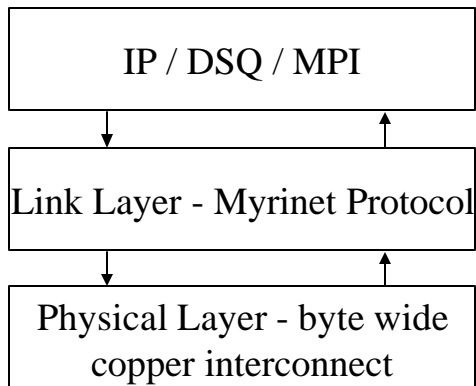 IP / DSQ / MPI
Link Layer - Myrinet Protocol
Physical Layer - byte wide
copper interconnect